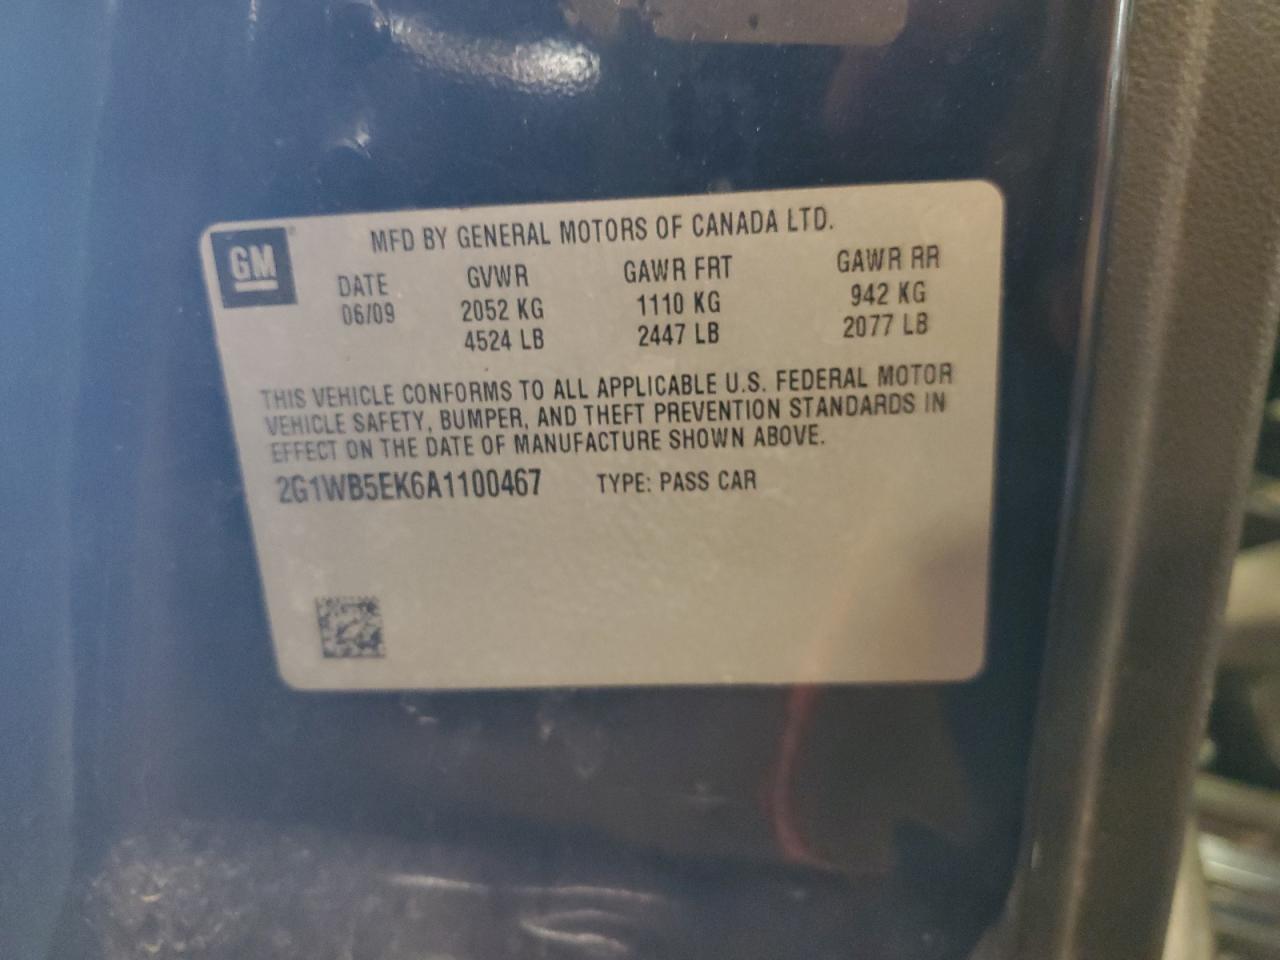 GM
MFD BY GENERAL MOTORS OF CANADA LTD.
DATE GVWR GAWR FRT GAWR RR
06/09 2052 KG 1110 KG 942 KG
4524 LB 2447 LB 2077 LB
THIS VEHICLE CONFORMS TO ALL APPLICABLE U.S. FEDERAL MOTOR
VEHICLE SAFETY, BUMPER, AND THEFT PREVENTION STANDARDS IN
EFFECT ON THE DATE OF MANUFACTURE SHOWN ABOVE.
2G1WB5EK6A1100467 TYPE: PASS CAR